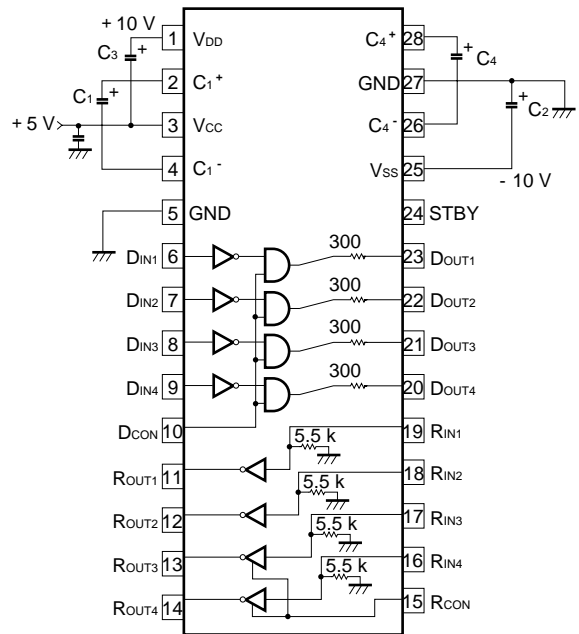 + 10 V 1 VDD C4+ 28
C3 + + C4
2 C1+ GND 27
C1 + + C2
+ 5 V 3 VCC C4- 26
4 C1- VSS 25
- 10 V
5 GND STBY 24
DIN1 6 300 23 DOUT1
DIN2 7 300 22 DOUT2
DIN3 8 300 21 DOUT3
DIN4 9 300 20 DOUT4
DCON 10 19 RIN1
5.5 k
ROUT1 11 18 RIN2
5.5 k
ROUT2 12 17 RIN3
5.5 k
ROUT3 13 16 RIN4
5.5 k
ROUT4 14 15 RCON